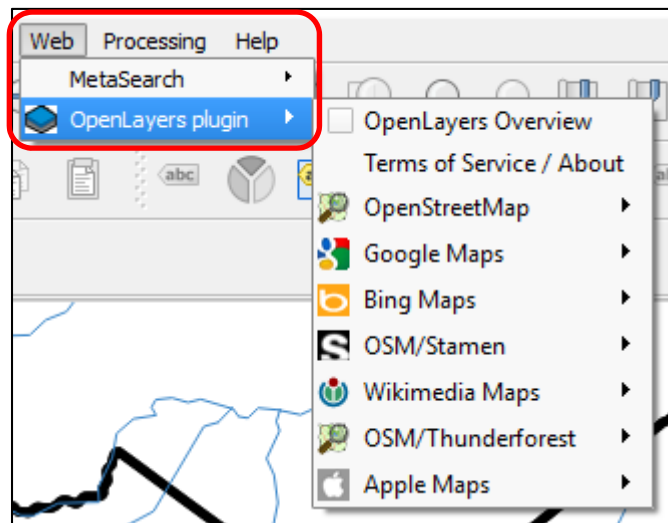 Web Processing Help
MetaSearch
OpenLayers plugin
OpenLayers Overview
Terms of Service / About
abc
OpenStreetMap
Google Maps
Bing Maps
OSM/Stamen
Wikimedia Maps
OSM/Thunderforest
Apple Maps